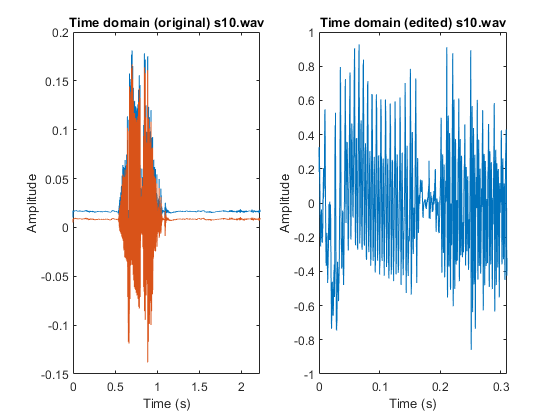 Time domain (original) s10.wav
Time domain (edited) s10.wav
Amplitude
0.2
0.15
0.1
0.05
0
-0.05
-0.1
-0.15
0 0.5 1 1.5 2
Time (s)
Amplitude
1
0.8
0.6
0.4
0.2
0
-0.2
-0.4
-0.6
-0.8
-1
0 0.1 0.2 0.3
Time (s)